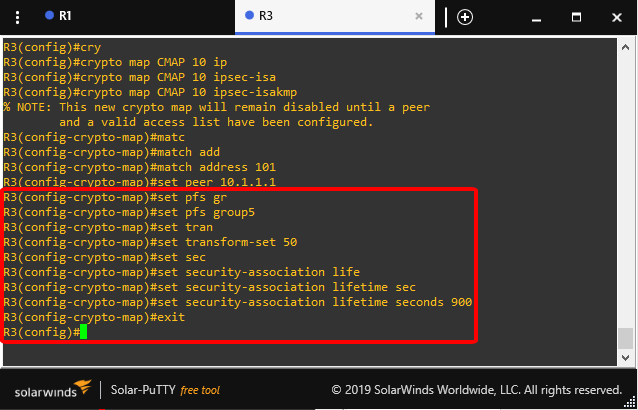 R1
R3
R3(config)#cry
R3(config)#crypto map CMAP 10 ip
R3(config)#crypto map CMAP 10 ipsec-isa
R3(config)#crypto map CMAP 10 ipsec-isakmp
% NOTE: This new crypto map will remain disabled until a peer
and a valid access list have been configured.
R3(config-crypto-map)#matc
R3(config-crypto-map)#match add
R3(config-crypto-map)#match address 101
R3(config-crypto-map)#set peer 10.1.1.1
R3(config-crypto-map)#set pfs gr
R3(config-crypto-map)#set pfs group5
R3(config-crypto-map)#set tran
R3(config-crypto-map)#set transform-set 50
R3(config-crypto-map)#set sec
R3(config-crypto-map)#set security-association life
R3(config-crypto-map)#set security-association lifetime sec
R3(config-crypto-map)#set security-association lifetime seconds 900
R3(config-crypto-map)#exit
R3(config)#
solarwinds Solar-PuTTY free tool © 2019 SolarWinds Worldwide, LLC. All rights reserved.